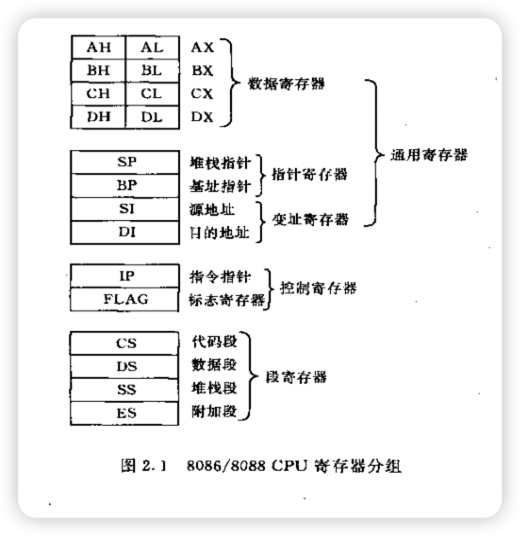 AH AL AX
BH BL BX
CH CL CX
DH DL DX
数据寄存器
SP 堆栈指针
BP 基址指针
指针寄存器
SI 源地址
DI 目的地址
变址寄存器
通用寄存器
IP 指令指针
FLAG 标志寄存器
控制寄存器
CS 代码段
DS 数据段
SS 堆栈段
ES 附加段
段寄存器
图 2.1 8086/8088 CPU 寄存器分组